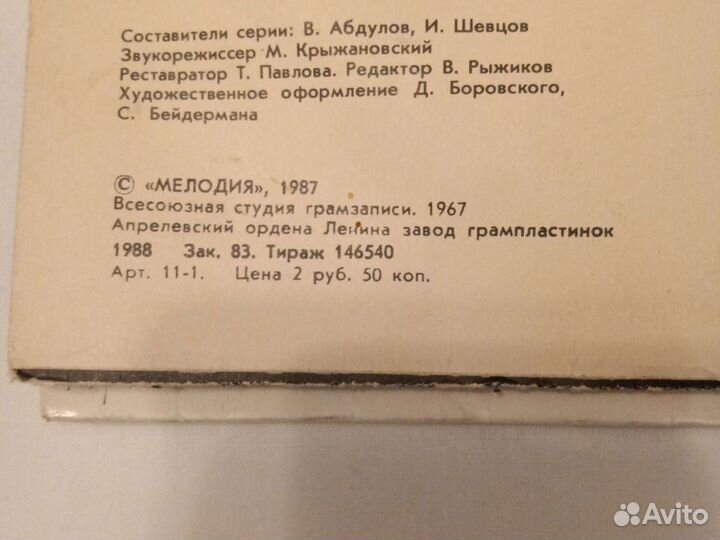 Составители серии: В. Абдулов, И. Шевцов
Звукорежиссер М. Крыжановский
Реставратор Т. Павлова. Редактор В. Рыжиков
Художественное оформление Д. Боровского,
С. Бейдермана
© «МЕЛОДИЯ», 1987
Всесоюзная студия грамзаписи. 1967
Апрелевский ордена Ленина завод грампластинок
1988 Зак. 83. Тираж 146540
Арт. 11-1. Цена 2 руб. 50 коп.
Avito